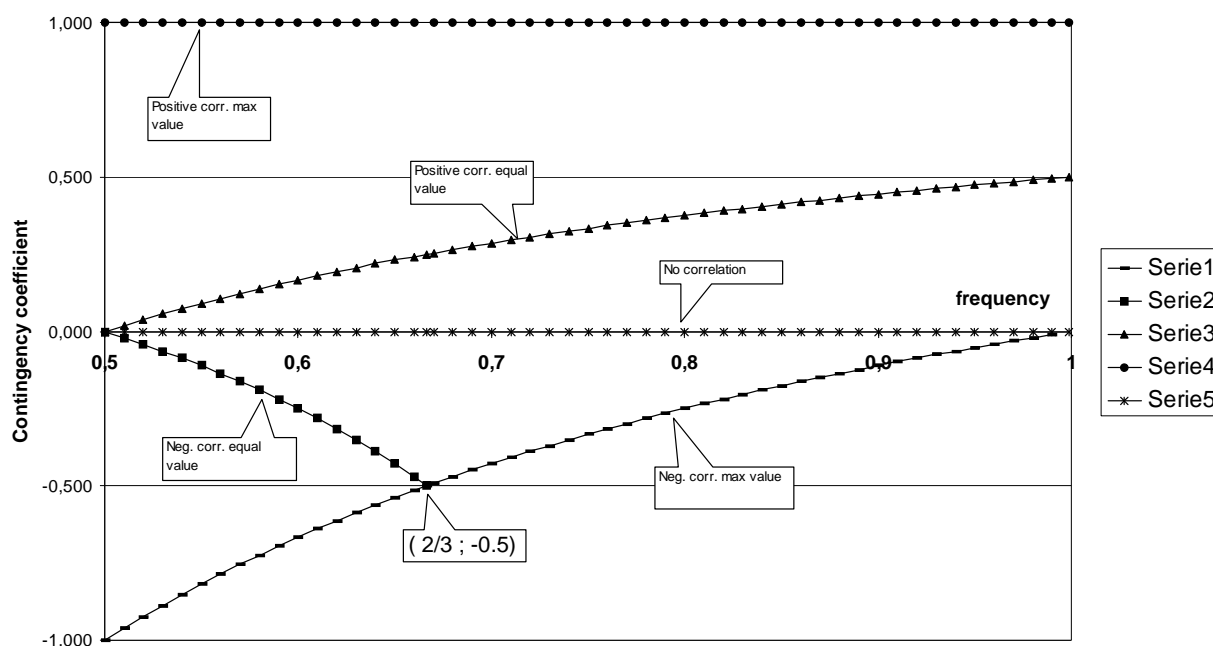 1,000
Positive corr. max
value
Positive corr. equal
value
0,500
No correlation
frequency
0,000
0,5
0,6
0,7
0,8
0,9
1
Contingency coefficient
Neg. corr. equal
value
Neg. corr. max value
-0,500
( 2/3 ; -0.5)
-1,000
Serie1
Serie2
Serie3
Serie4
Serie5